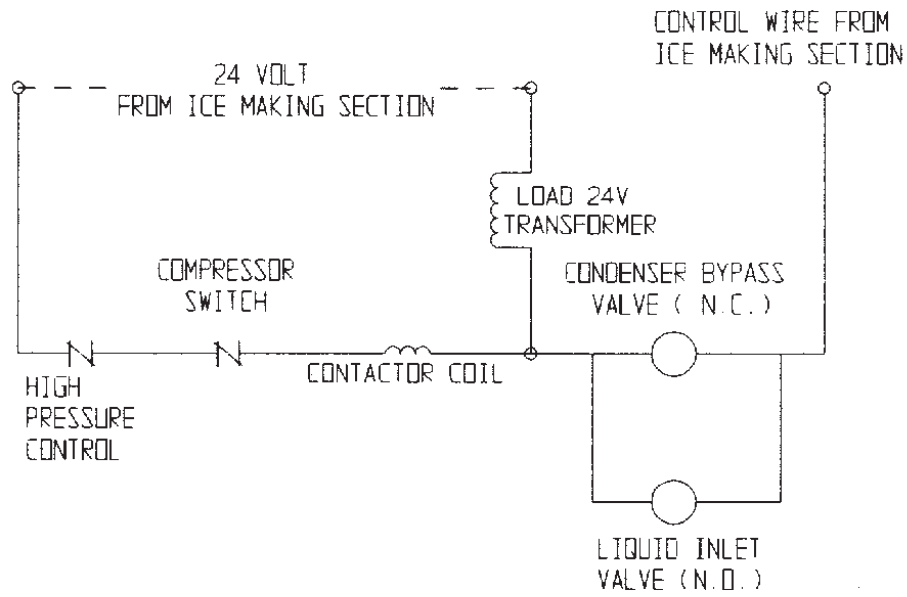 CONTROL WIRE FROM
ICE MAKING SECTION
24 VOLT
FROM ICE MAKING SECTION
LOAD 24V
TRANSFORMER
COMPRESSOR
SWITCH
CONDENSER BYPASS
VALVE ( N.C.)
CONTACTOR COIL
HIGH
PRESSURE
CONTROL
LIQUID INLET
VALVE (N.O.)